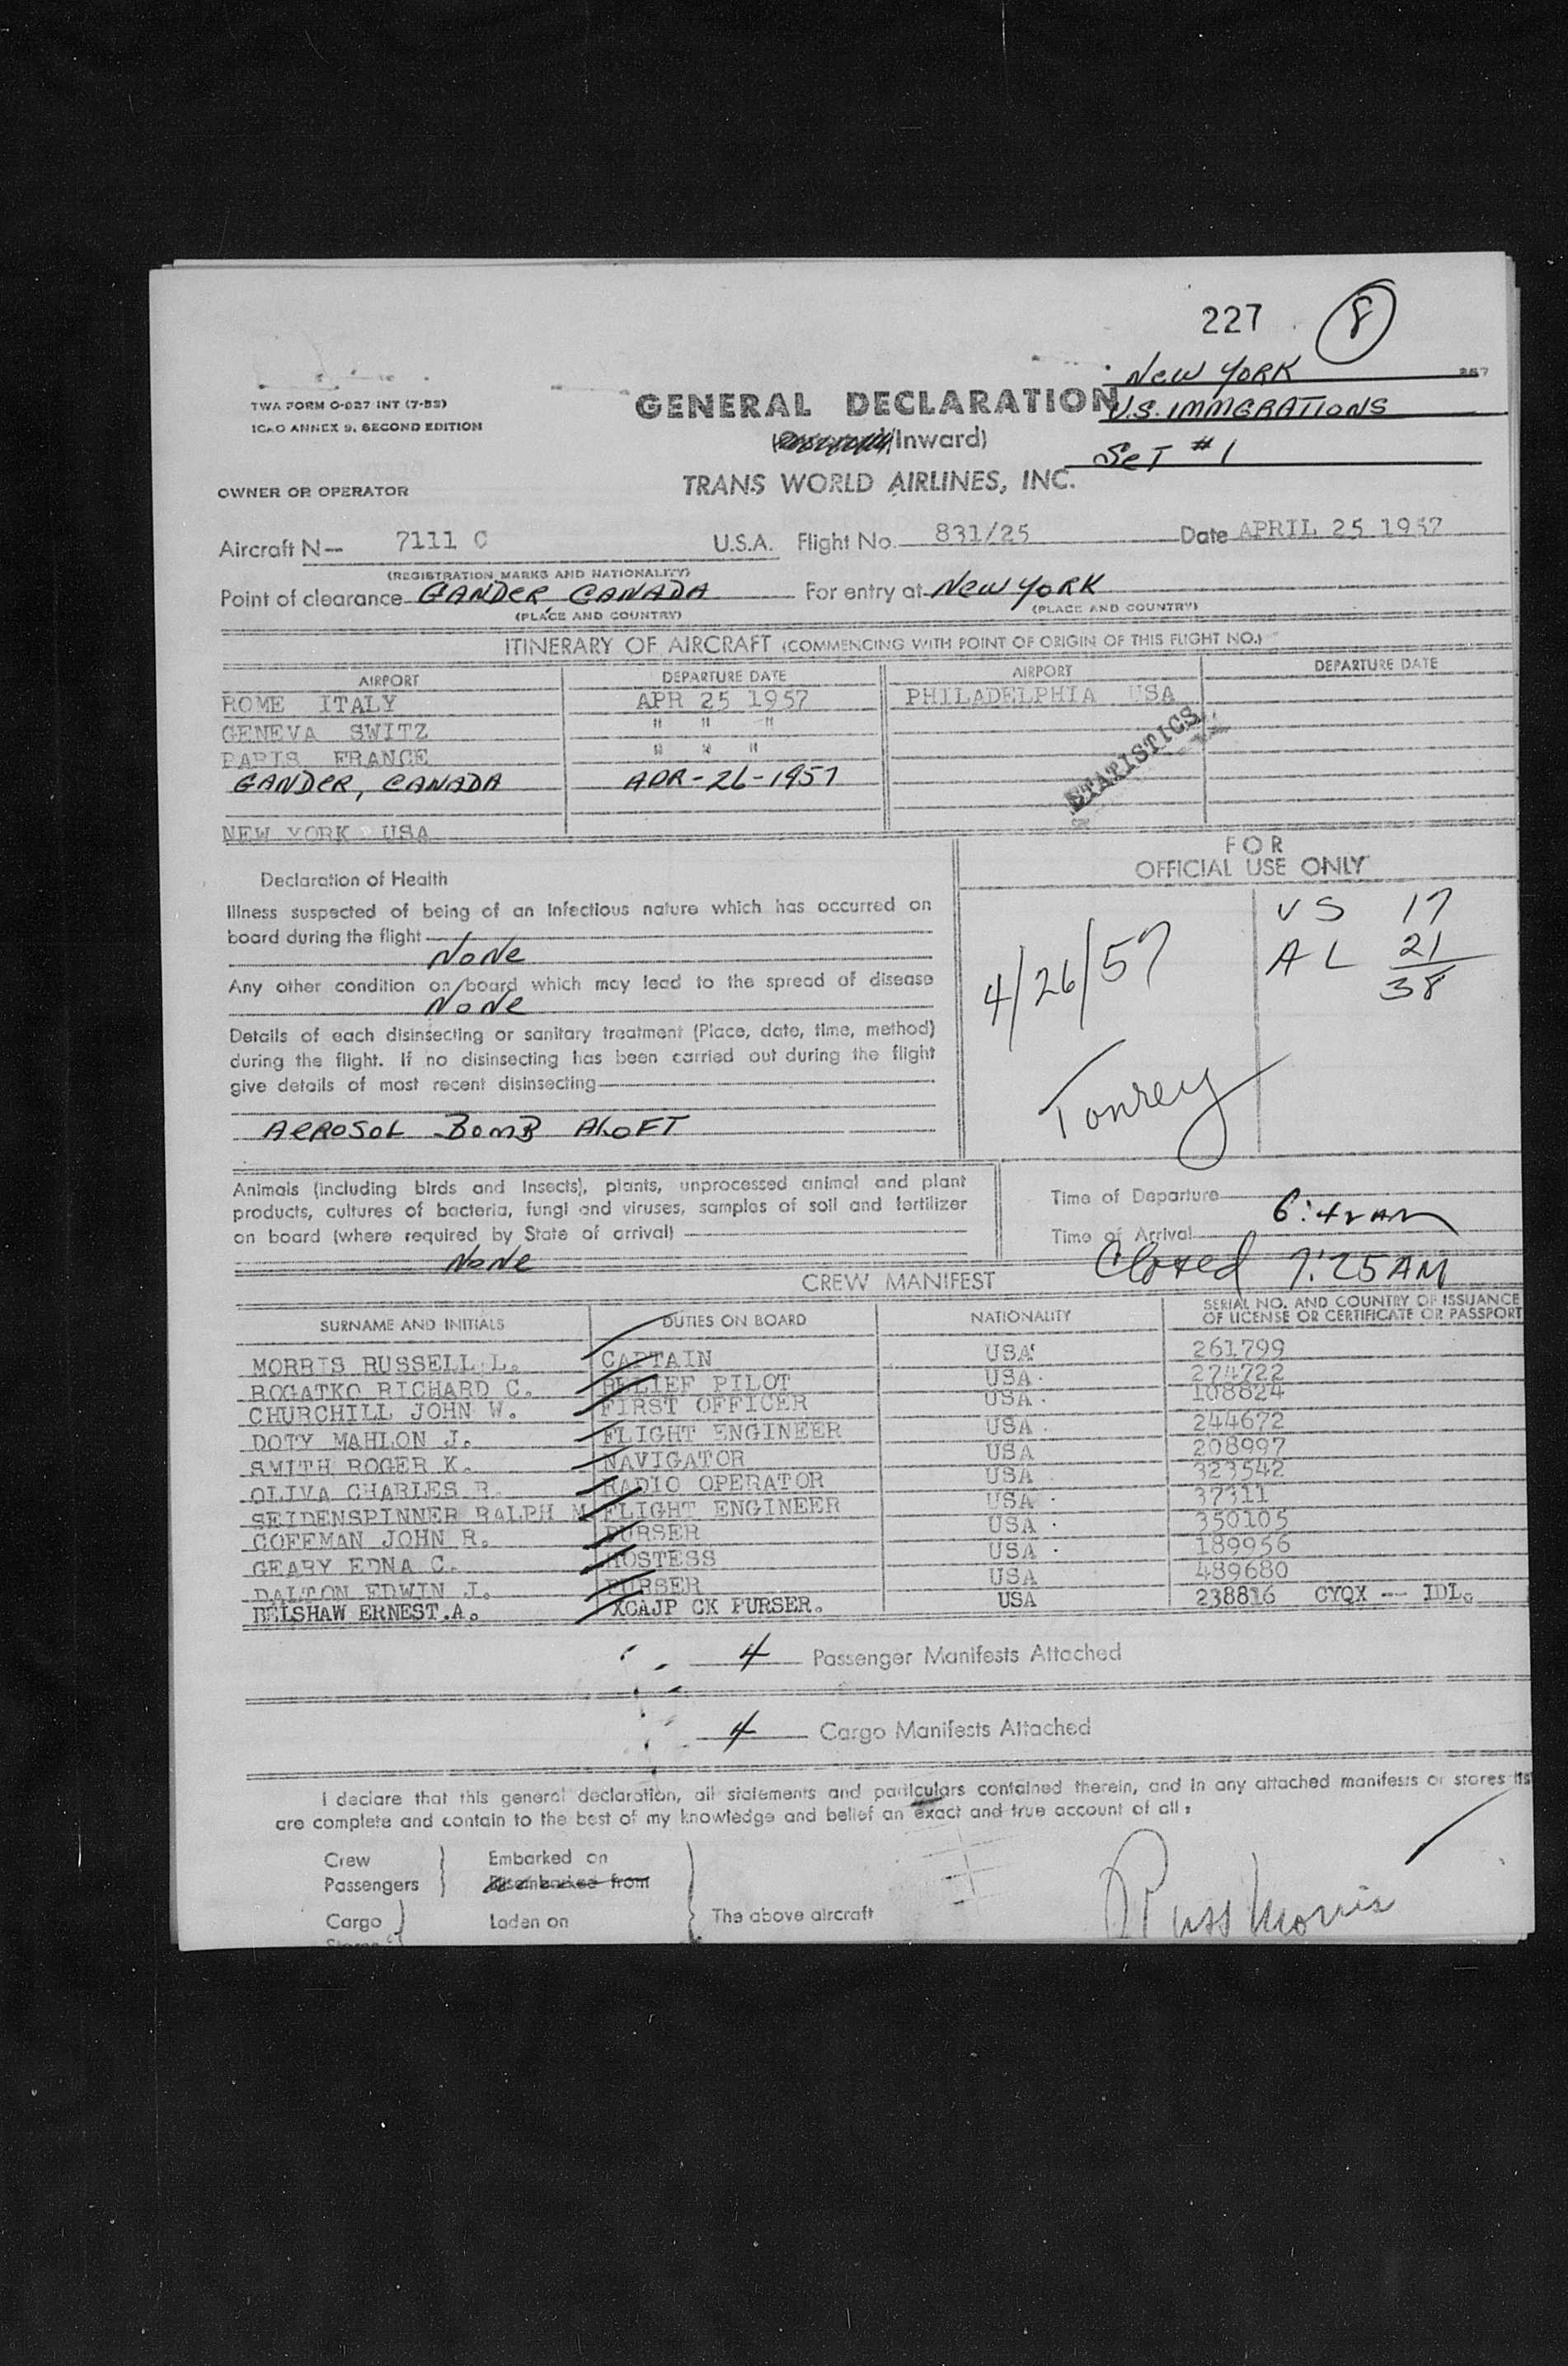 227 8
New York
257
TWA FORM O-827 INT (7-53)
GENERAL DECLARATION
U.S. IMMIGRATIONS
ICAO ANNEX 9, SECOND EDITION
Inward)
SeT #1
OWNER OR OPERATOR
TRANS WORLD AIRLINES, INC.
Aircraft N— 7111 C U.S.A. Flight No. 831/25 Date APRIL 25 1957
(REGISTRATION MARKS AND NATIONALITY)
Point of clearance GANDER, CANADA For entry at New YORK
(PLACE AND COUNTRY) (PLACE AND COUNTRY)
ITINERARY OF AIRCRAFT (COMMENCING WITH POINT OF ORIGIN OF THIS FLIGHT NO.)
AIRPORT DEPARTURE DATE AIRPORT DEPARTURE DATE
ROME ITALY APR 25 1957 PHILADELPHIA USA
GENEVA SWITZ " " "
PARIS FRANCE " " "
STATISTICS
GANDER, CANADA APR-26-1957
NEW YORK USA
FOR
OFFICIAL USE ONLY
Declaration of Health
Illness suspected of being of an infectious nature which has occurred on
board during the flight
None
Any other condition on board which may lead to the spread of disease
None
Details of each disinsecting or sanitary treatment (Place, date, time, method)
during the flight. If no disinsecting has been carried out during the flight
give details of most recent disinsecting
AEROSOL BOMB ALOFT
US 17
AL 21
38
4/26/57
Tonrey
Animals (including birds and insects), plants, unprocessed animal and plant
products, cultures of bacteria, fungi and viruses, samples of soil and fertilizer
on board (where required by State of arrival)
None
Time of Departure
6:42 AM
Time of Arrival
Closed 7:25 AM
CREW MANIFEST
SURNAME AND INITIALS DUTIES ON BOARD NATIONALITY SERIAL NO. AND COUNTRY OF ISSUANCE
OF LICENSE OR CERTIFICATE OR PASSPORT
MORRIS RUSSELL L. CAPTAIN USA 261799
ROGATKO RICHARD C. RELIEF PILOT USA 274722
CHURCHILL JOHN W. FIRST OFFICER USA 108824
DOTY MAHLON J. FLIGHT ENGINEER USA 244672
SMITH ROGER K. NAVIGATOR USA 208997
OLIVA CHARLES R. RADIO OPERATOR USA 323542
SEIDENSPINNER RALPH M FLIGHT ENGINEER USA 37311
COFFMAN JOHN R. PURSER USA 350105
GEARY EDNA C. HOSTESS USA 189956
DALTON EDWIN J. PURSER USA 489680
BELSHAW ERNEST.A. XCAJP CK PURSER. USA 238816 CYQX -- IDL.
4 Passenger Manifests Attached
4 Cargo Manifests Attached
I declare that this general declaration, all statements and particulars contained therein, and in any attached manifests or stores lis
are complete and contain to the best of my knowledge and belief an exact and true account of all:
Crew Embarked on
Passengers Disembarked from
Cargo Laden on The above aircraft
Stores
Russ Morris